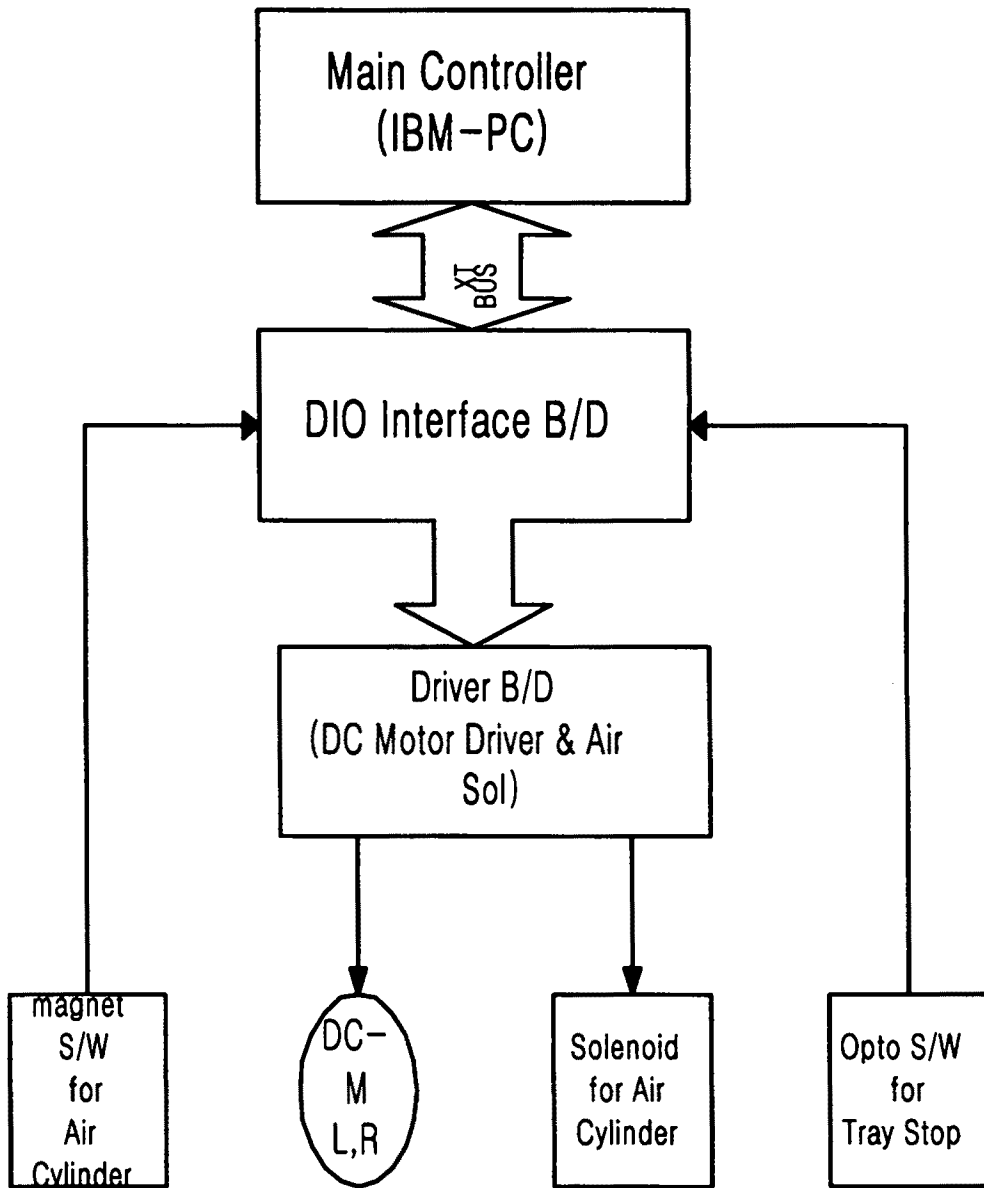 Main Controller
(IBM-PC)
XT
BUS
DIO Interface B/D
Driver B/D
(DC Motor Driver & Air
Sol)
magnet
S/W
for
Air
Cylinder
DC-
M
L,R
Solenoid
for Air
Cylinder
Opto S/W
for
Tray Stop